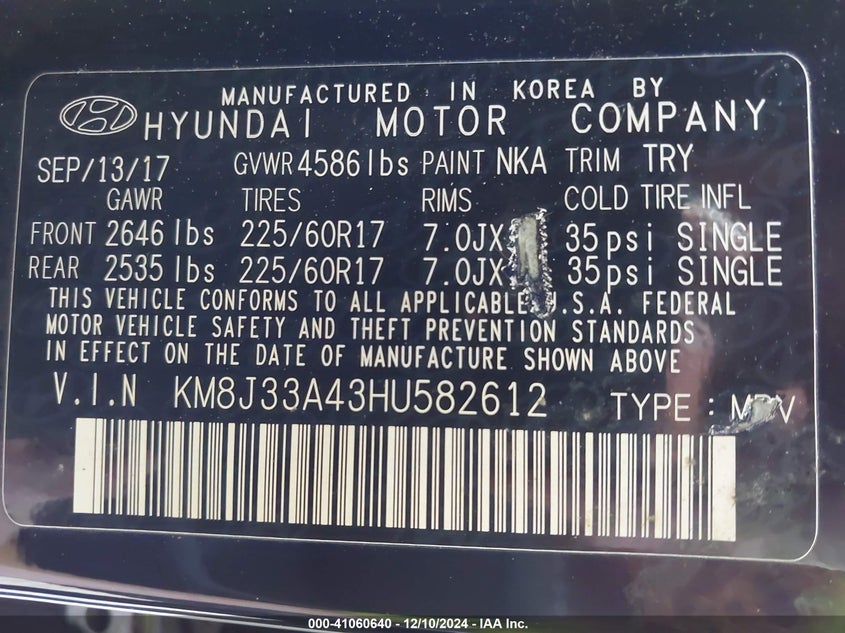 MANUFACTURED IN KOREA BY
HYUNDAI MOTOR COMPANY
SEP/13/17 GVWR 4586 lbs PAINT NKA TRIM TRY
GAWR TIRES RIMS COLD TIRE INFL
FRONT 2646 lbs 225/60R17 7.0JX 35psi SINGLE
REAR 2535 lbs 225/60R17 7.0JX 35psi SINGLE
THIS VEHICLE CONFORMS TO ALL APPLICABLE .S.A. FEDERAL
MOTOR VEHICLE SAFETY AND THEFT PREVENTION STANDARDS
IN EFFECT ON THE DATE OF MANUFACTURE SHOWN ABOVE
V.I.N KM8J33A43HU582612 TYPE : MPV
000-41060640 - 12/10/2024 - IAA Inc.